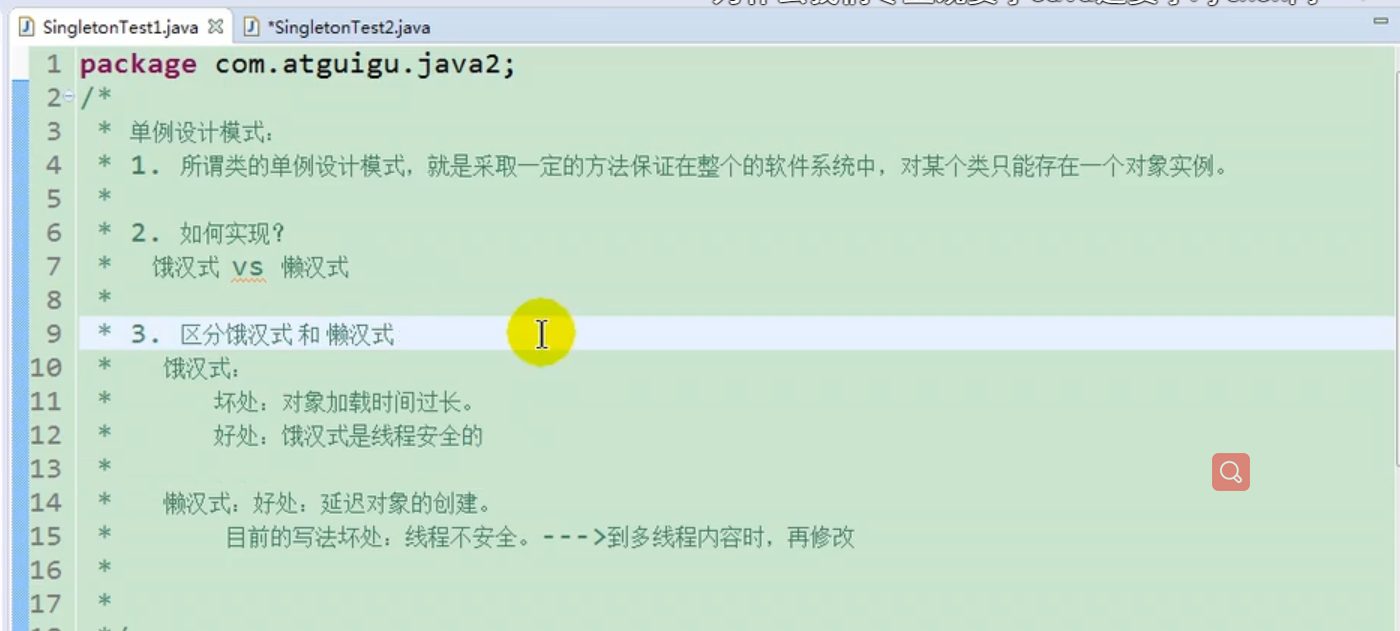 SingletonTest1.java
*SingletonTest2.java
1 package com.atguigu.java2;
2 /*
3 * 单例设计模式:
4 * 1. 所谓类的单例设计模式，就是采取一定的方法保证在整个的软件系统中，对某个类只能存在一个对象实例。
5 *
6 * 2. 如何实现?
7 * 饿汉式 vs 懒汉式
8 *
9 * 3. 区分饿汉式 和 懒汉式
10 * 饿汉式:
11 * 坏处: 对象加载时间过长。
12 * 好处: 饿汉式是线程安全的
13 *
14 * 懒汉式: 好处: 延迟对象的创建。
15 * 目前的写法坏处: 线程不安全。--->到多线程内容时，再修改
16 *
17 *